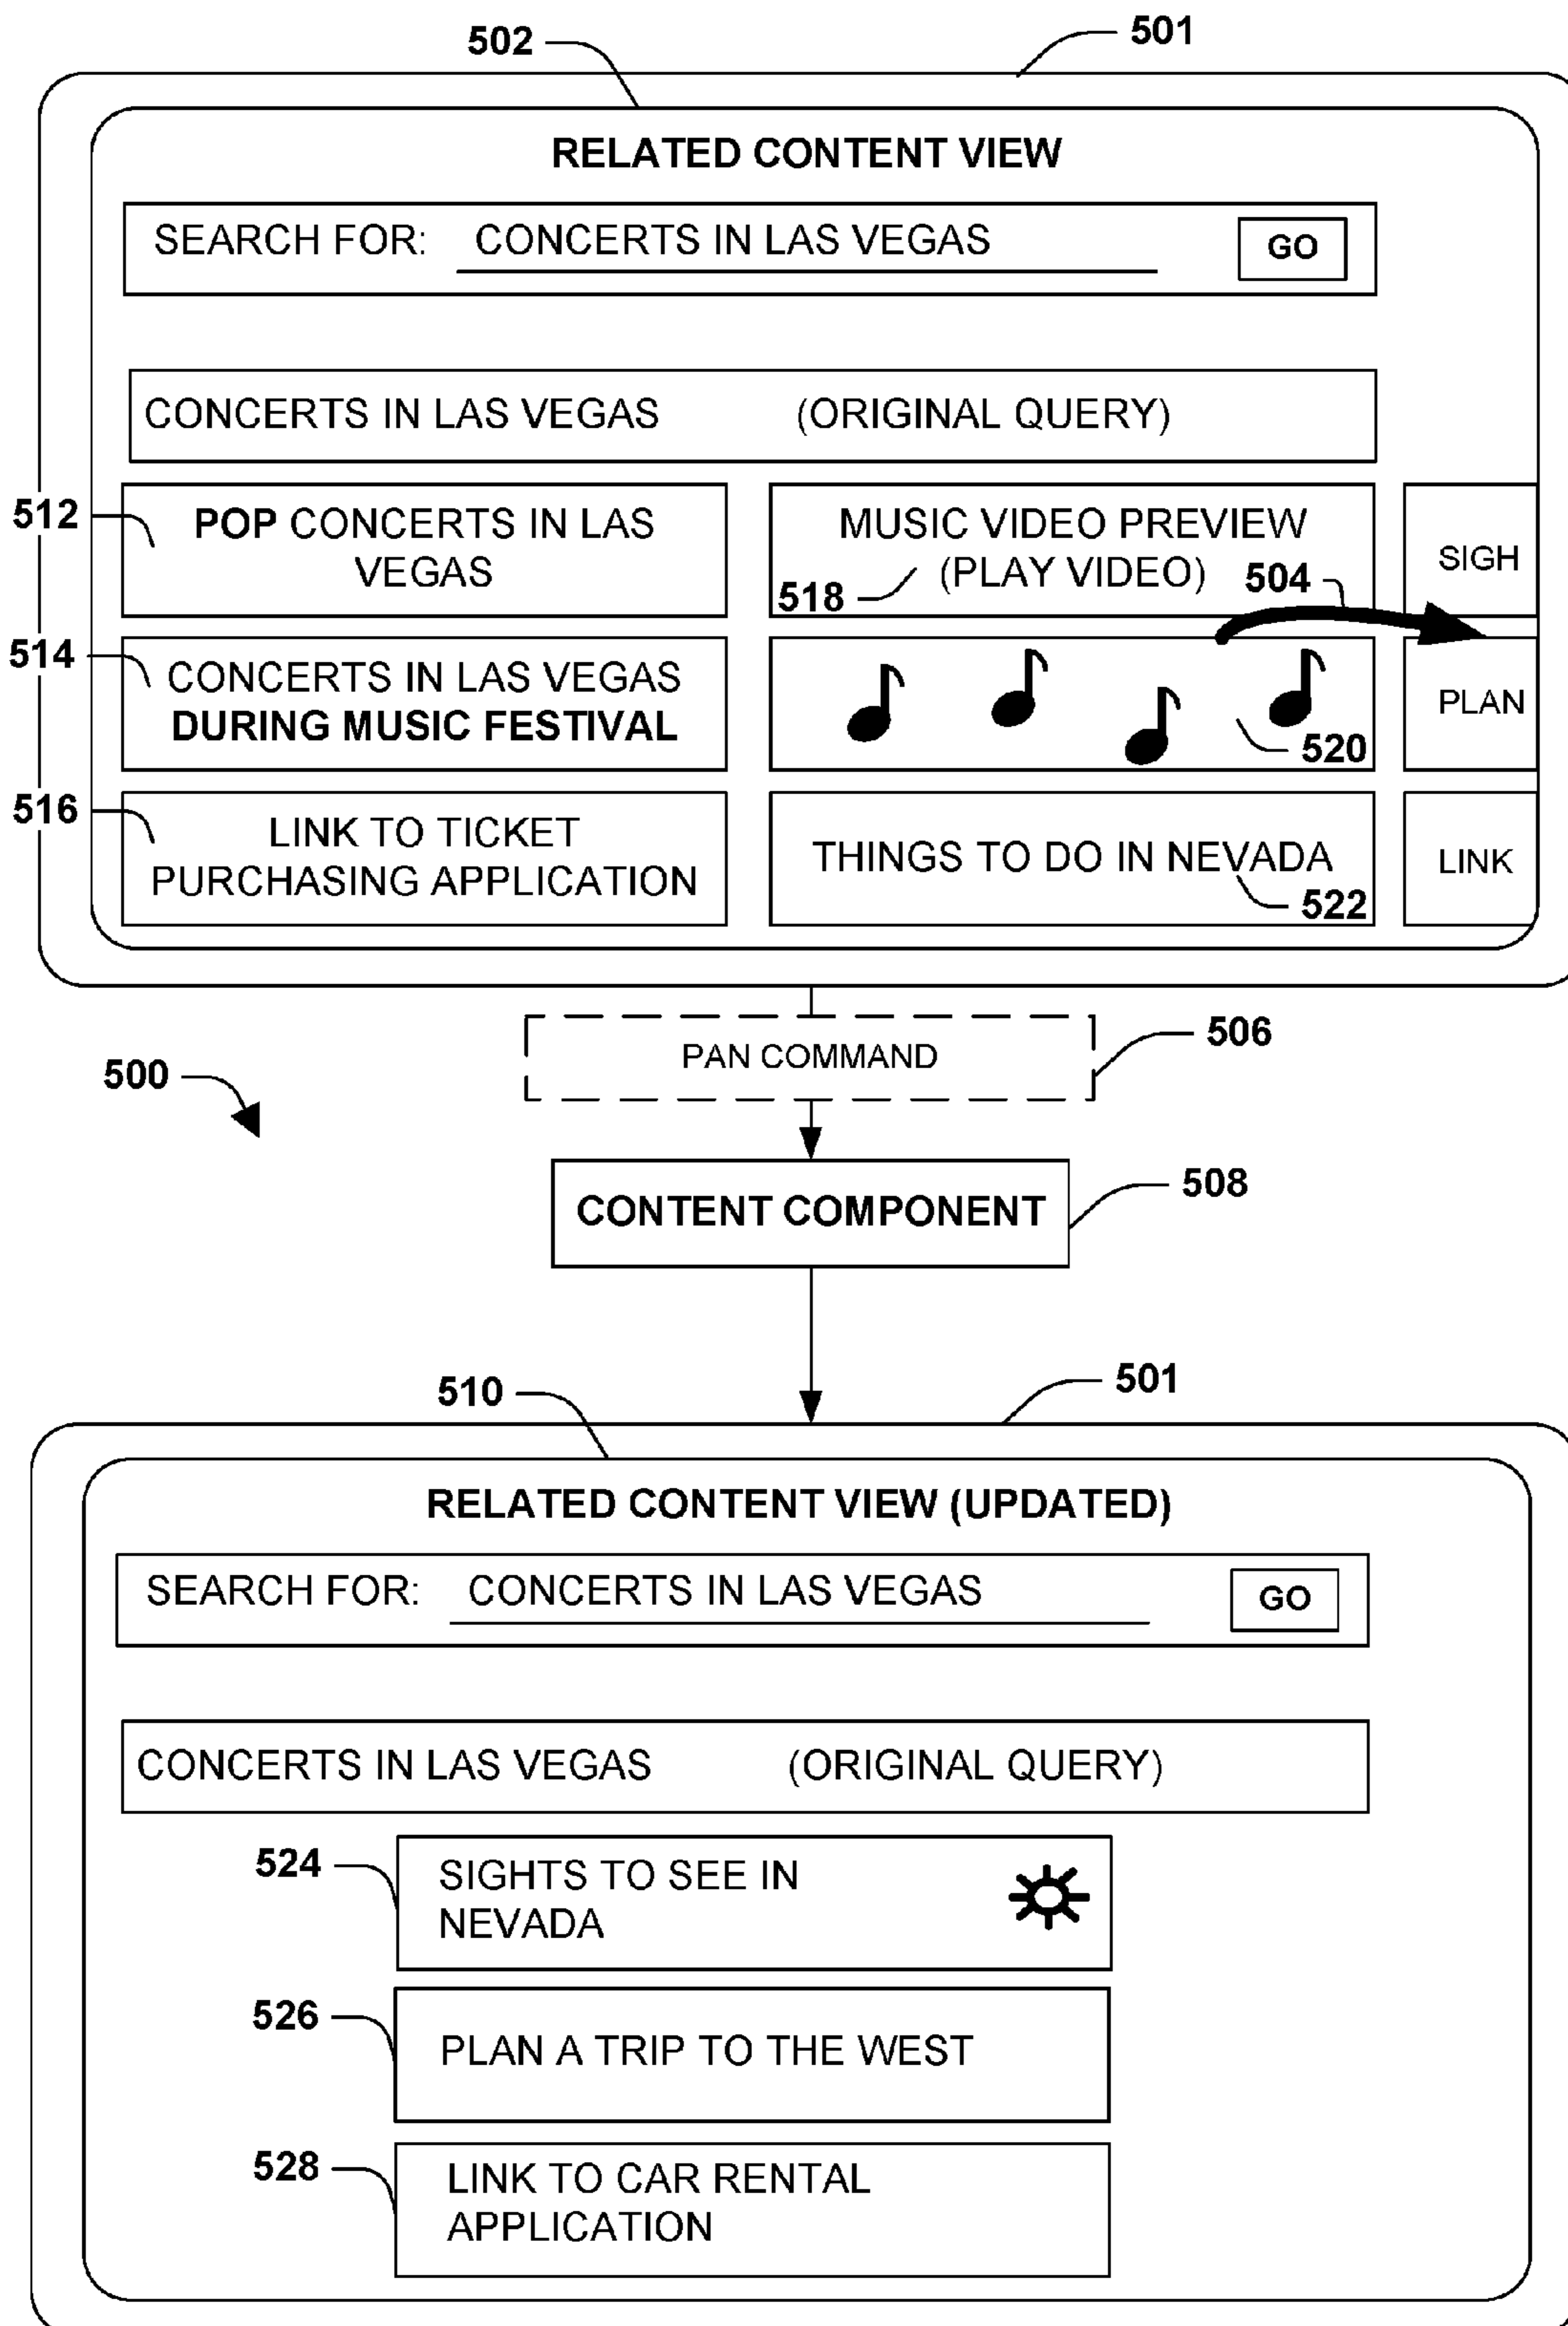 502
501
RELATED CONTENT VIEW
SEARCH FOR: CONCERTS IN LAS VEGAS GO
CONCERTS IN LAS VEGAS (ORIGINAL QUERY)
512
POP CONCERTS IN LAS
VEGAS
MUSIC VIDEO PREVIEW
(PLAY VIDEO)
518
504
SIGH
514
CONCERTS IN LAS VEGAS
DURING MUSIC FESTIVAL
520
PLAN
516
LINK TO TICKET
PURCHASING APPLICATION
THINGS TO DO IN NEVADA
522
LINK
PAN COMMAND
506
500
CONTENT COMPONENT
508
510
501
RELATED CONTENT VIEW (UPDATED)
SEARCH FOR: CONCERTS IN LAS VEGAS GO
CONCERTS IN LAS VEGAS (ORIGINAL QUERY)
524
SIGHTS TO SEE IN
NEVADA
526
PLAN A TRIP TO THE WEST
528
LINK TO CAR RENTAL
APPLICATION